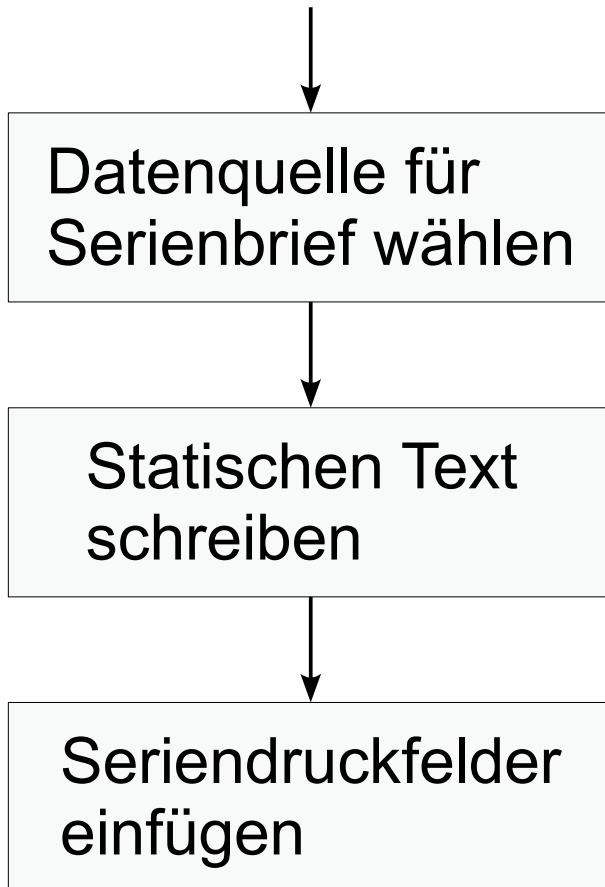 Datenquelle für
Serienbrief wählen
Statischen Text
schreiben
Seriendruckfelder
einfügen